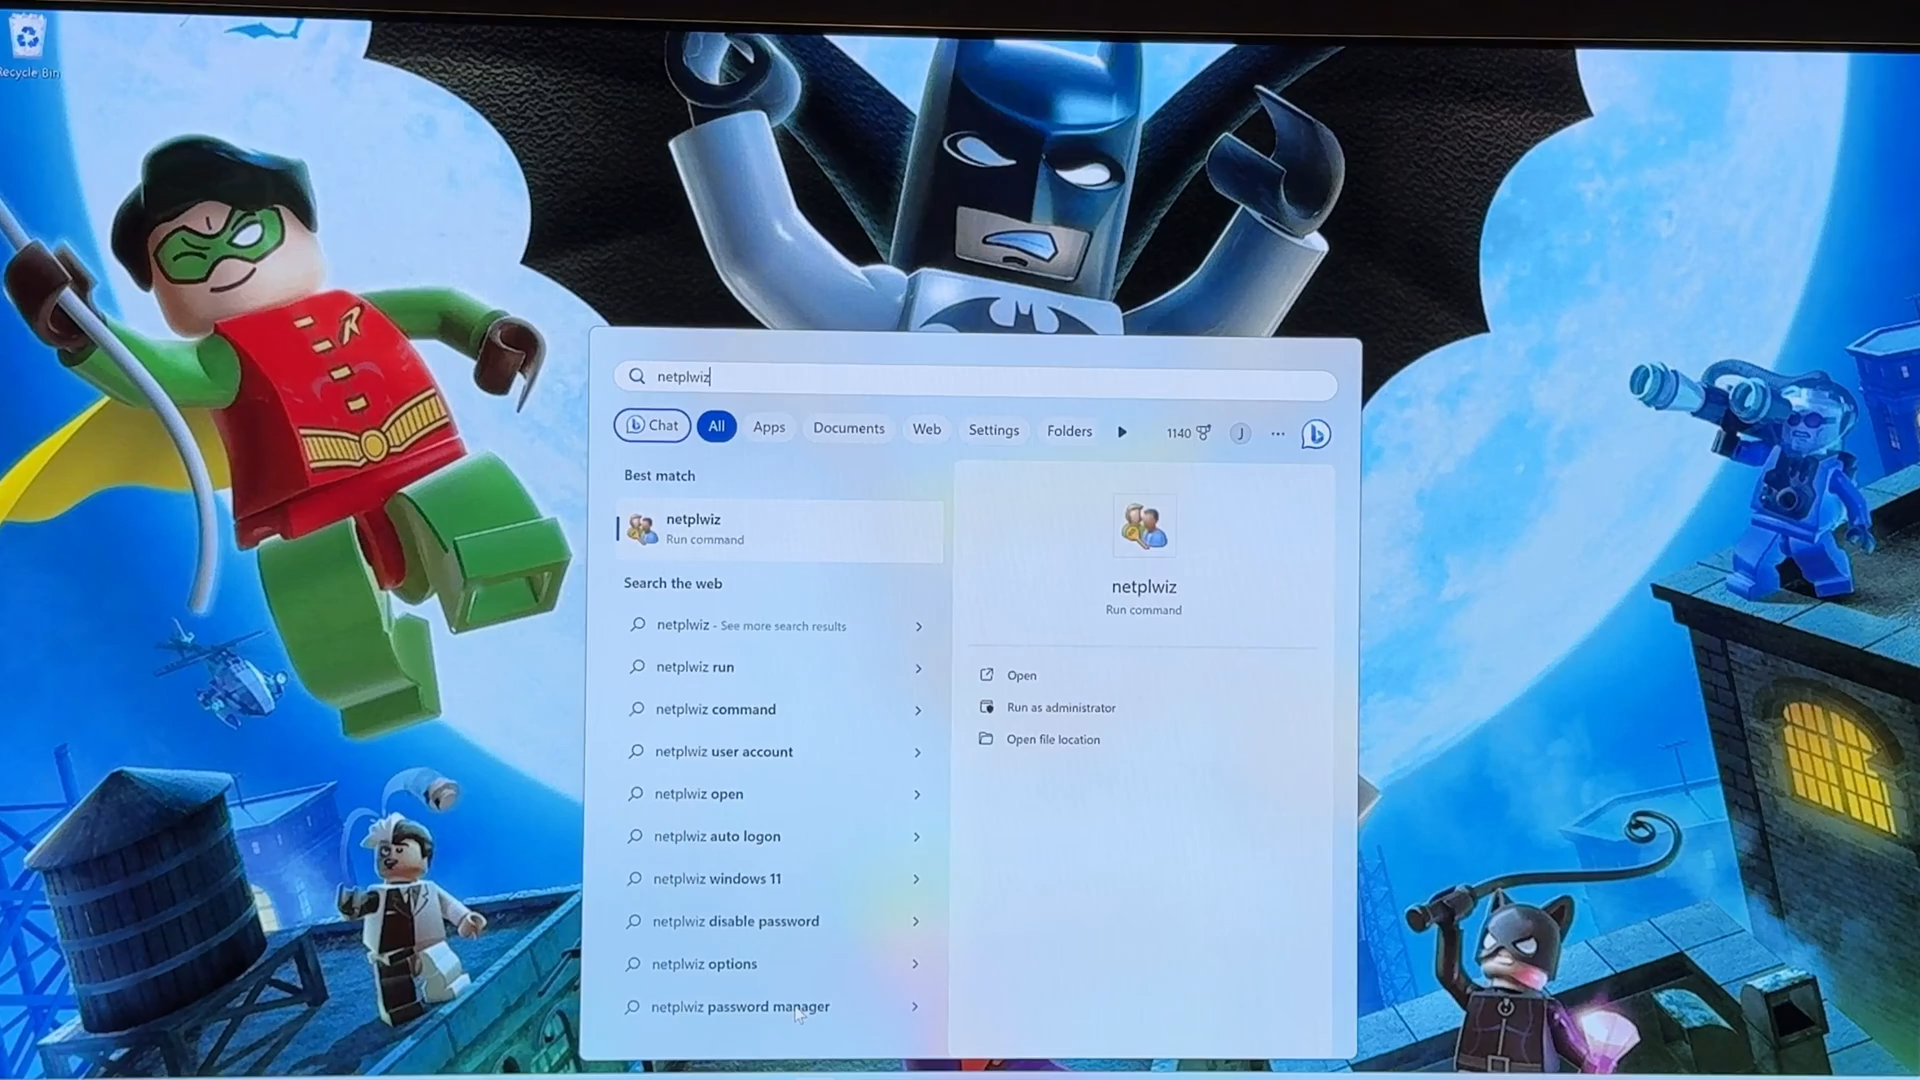 Recycle Bin
netplwiz
Chat
All
Apps
Documents
Web
Settings
Folders
1140
J
Best match
netplwiz
Run command
Search the web
netplwiz - See more search results
netplwiz run
netplwiz command
netplwiz user account
netplwiz open
netplwiz auto logon
netplwiz windows 11
netplwiz disable password
netplwiz options
netplwiz password manager
netplwiz
Run command
Open
Run as administrator
Open file location
R